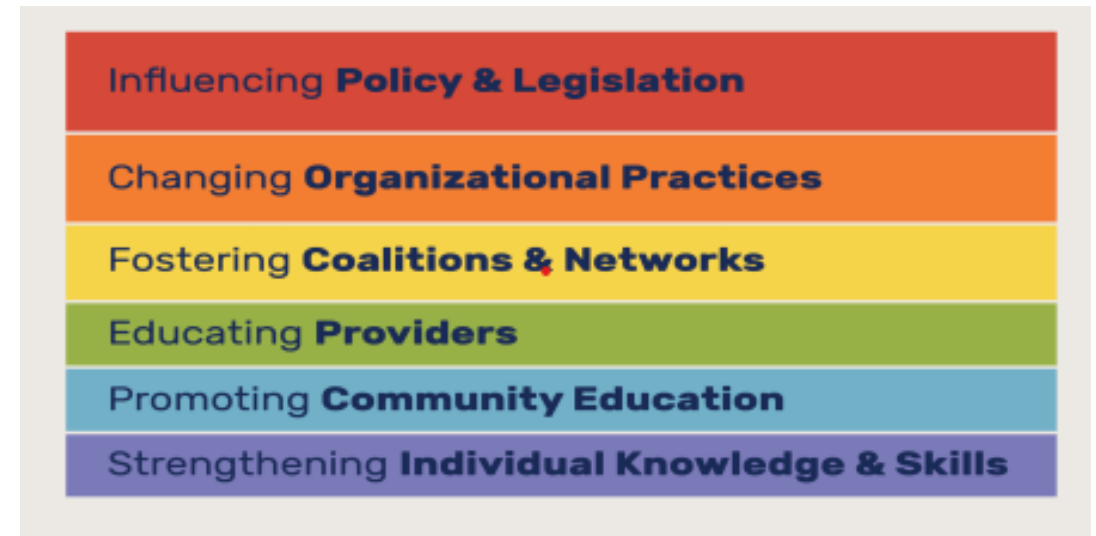 Influencing Policy & Legislation
Changing Organizational Practices
Fostering Coalitions & Networks
Educating Providers
Promoting Community Education
Strengthening Individual Knowledge & Skills